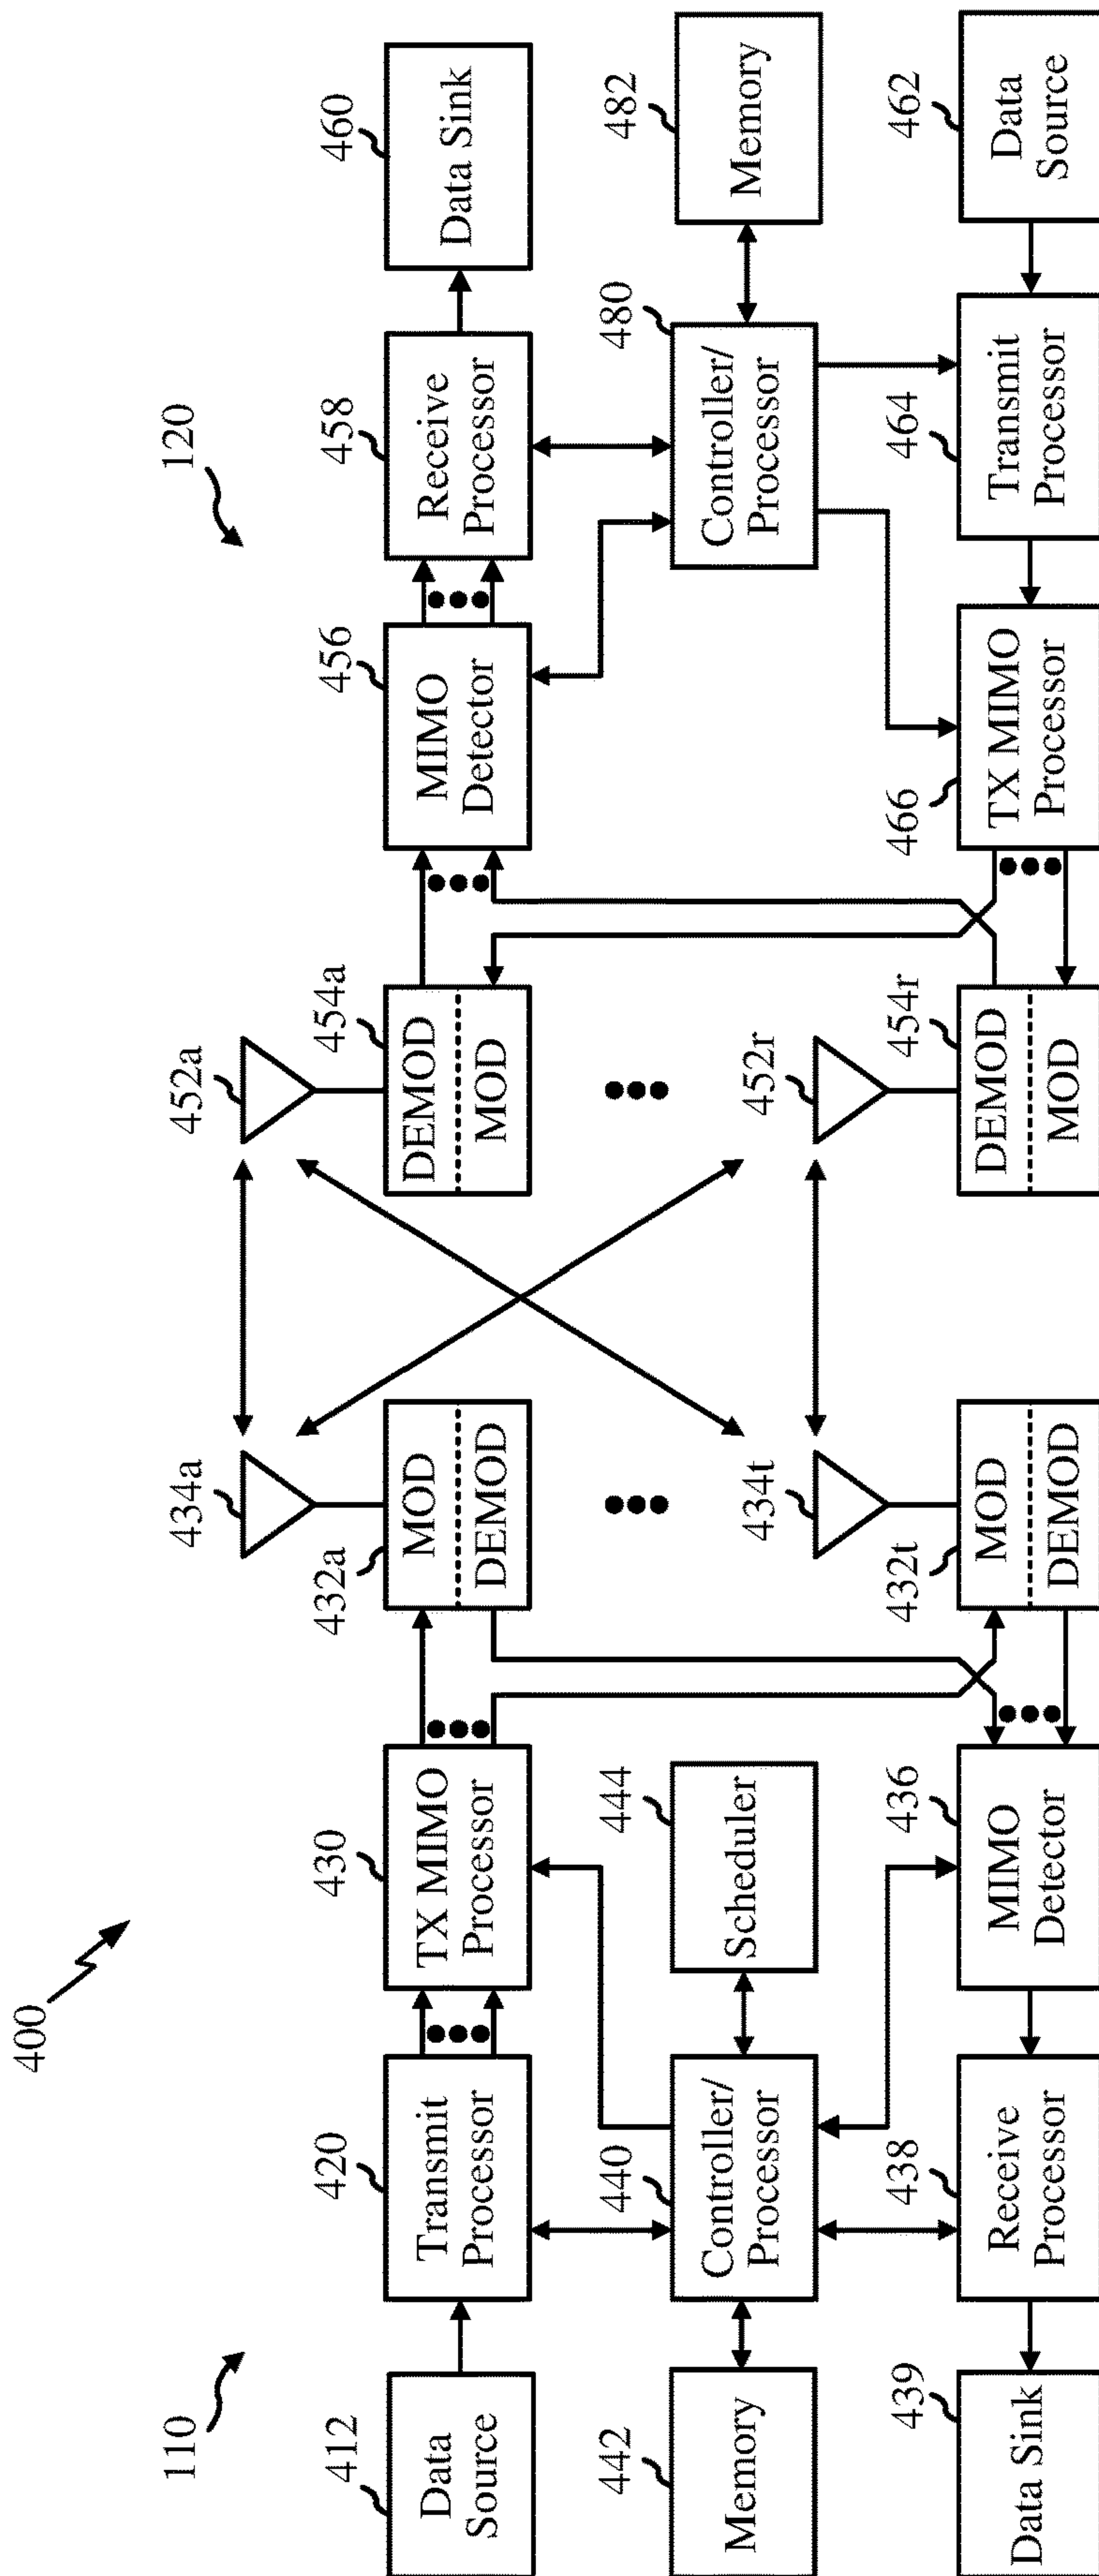 400
110
120
412
Data
Source
420
Transmit
Processor
430
TX MIMO
Processor
432a
MOD
DEMOD
434a
452a
454a
DEMOD
MOD
456
MIMO
Detector
458
Receive
Processor
460
Data Sink
442
Memory
440
Controller/
Processor
444
Scheduler
480
Controller/
Processor
482
Memory
439
Data Sink
438
Receive
Processor
436
MIMO
Detector
432t
MOD
DEMOD
434t
452r
454r
DEMOD
MOD
466
TX MIMO
Processor
464
Transmit
Processor
462
Data
Source